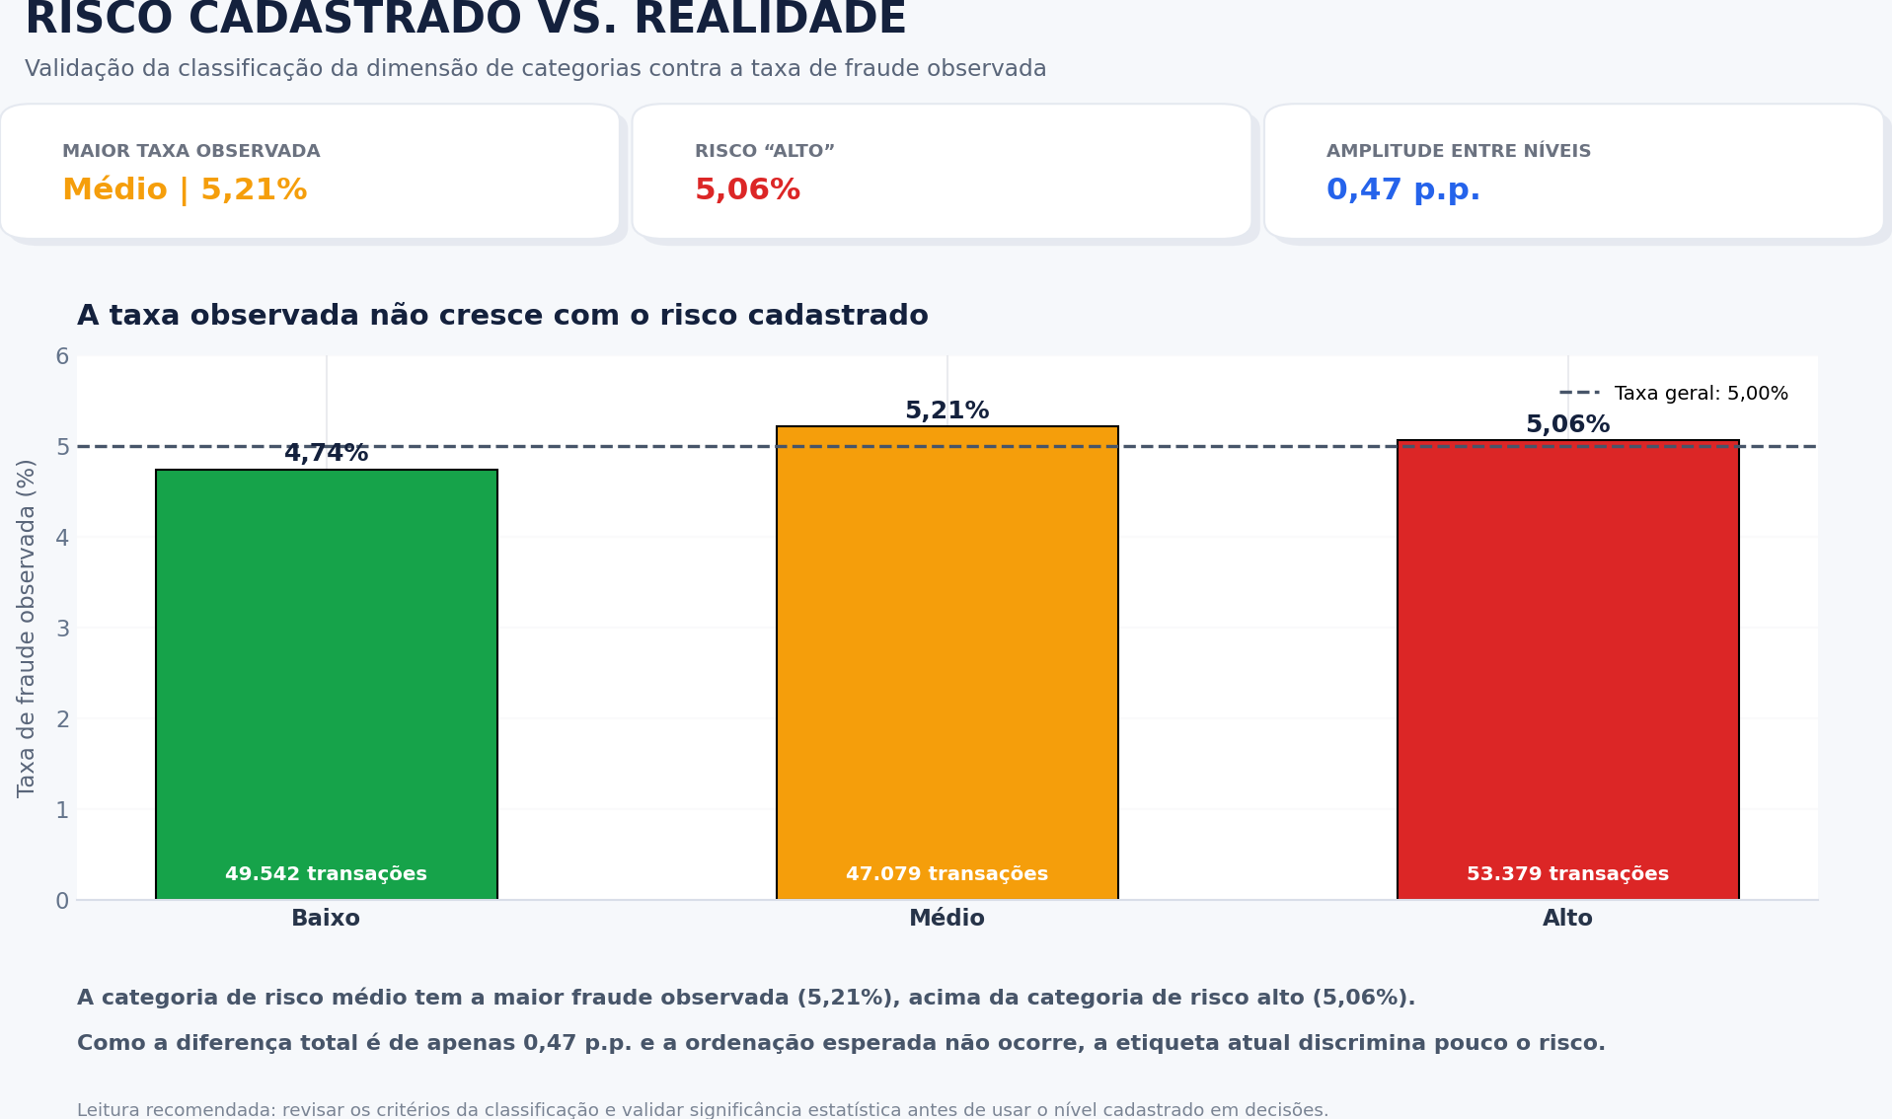 RISCO CADASTRADO VS. REALIDADE
Validação da classificação da dimensão de categorias contra a taxa de fraude observada
MAIOR TAXA OBSERVADA
Médio | 5,21%
RISCO “ALTO”
5,06%
AMPLITUDE ENTRE NÍVEIS
0,47 p.p.
A taxa observada não cresce com o risco cadastrado
Taxa de fraude observada (%)
6
5
4
3
2
1
0
Taxa geral: 5,00%
4,74%
5,21%
5,06%
49.542 transações
47.079 transações
53.379 transações
Baixo
Médio
Alto
A categoria de risco médio tem a maior fraude observada (5,21%), acima da categoria de risco alto (5,06%).
Como a diferença total é de apenas 0,47 p.p. e a ordenação esperada não ocorre, a etiqueta atual discrimina pouco o risco.
Leitura recomendada: revisar os critérios da classificação e validar significância estatística antes de usar o nível cadastrado em decisões.